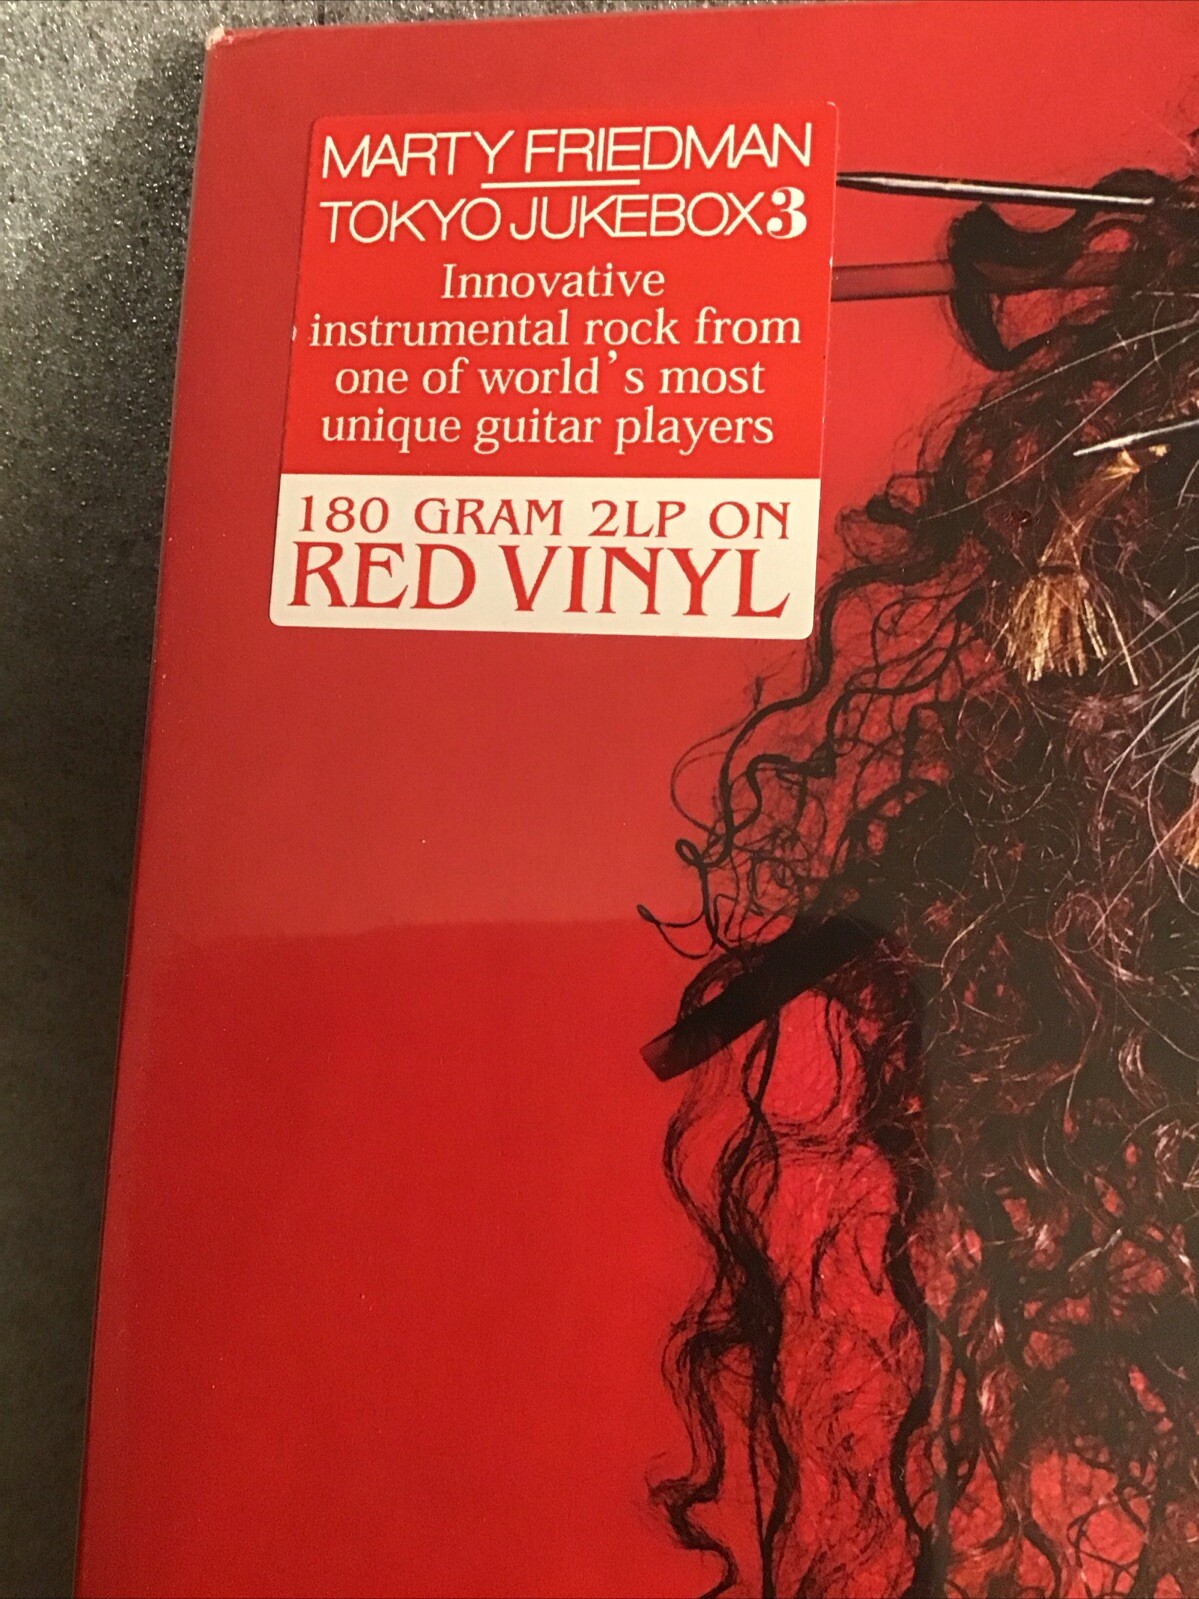 MARTY FRIEDMAN
TOKYO JUKEBOX 3
Innovative
instrumental rock from
one of world's most
unique guitar players
180 GRAM 2LP ON
RED VINYL